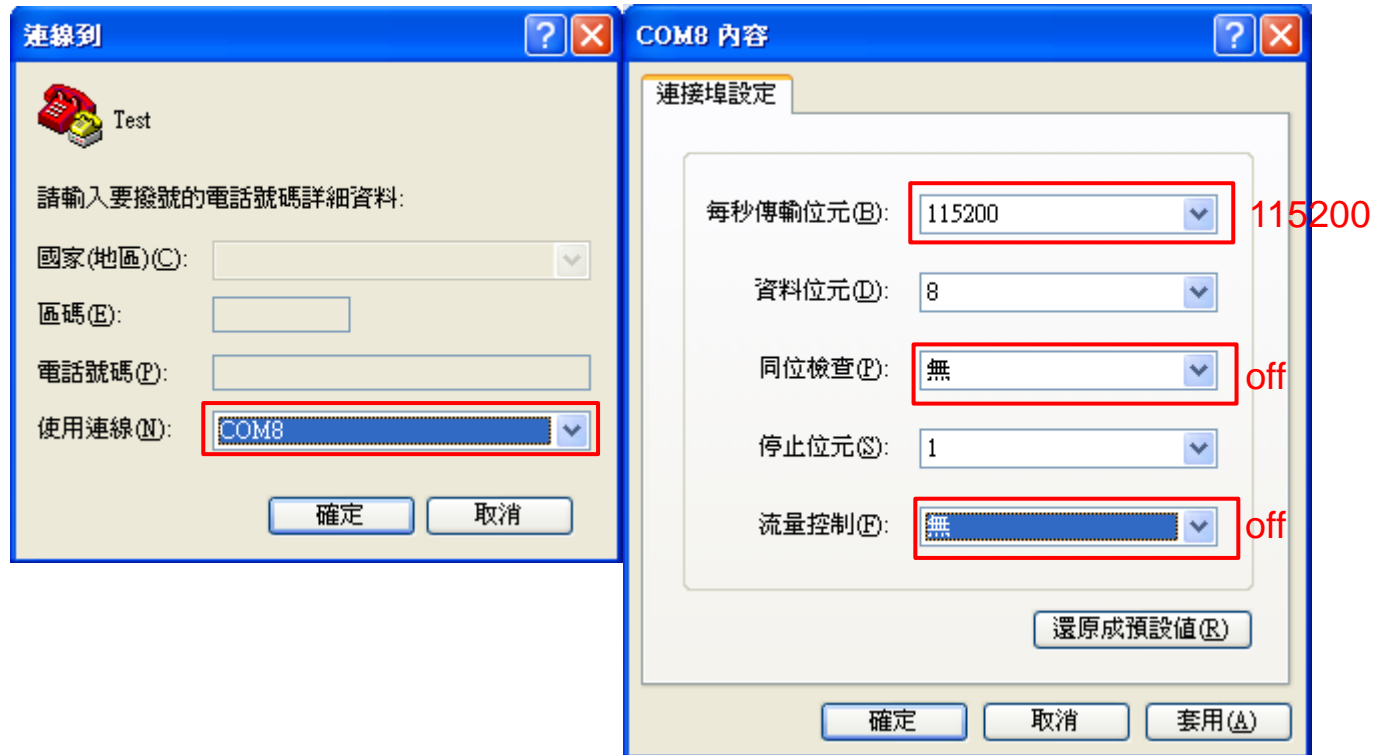 連線到
Test
請輸入要撥號的電話號碼詳細資料:
國家(地區)(C):
區碼(E):
電話號碼(P):
使用連線(N): COM8
確定 取消
COM8 內容
連接埠設定
每秒傳輸位元(B): 115200 115200
資料位元(D): 8
同位檢查(P): 無 off
停止位元(S): 1
流量控制(F): 無 off
還原成預設值(R)
確定 取消 套用(A)